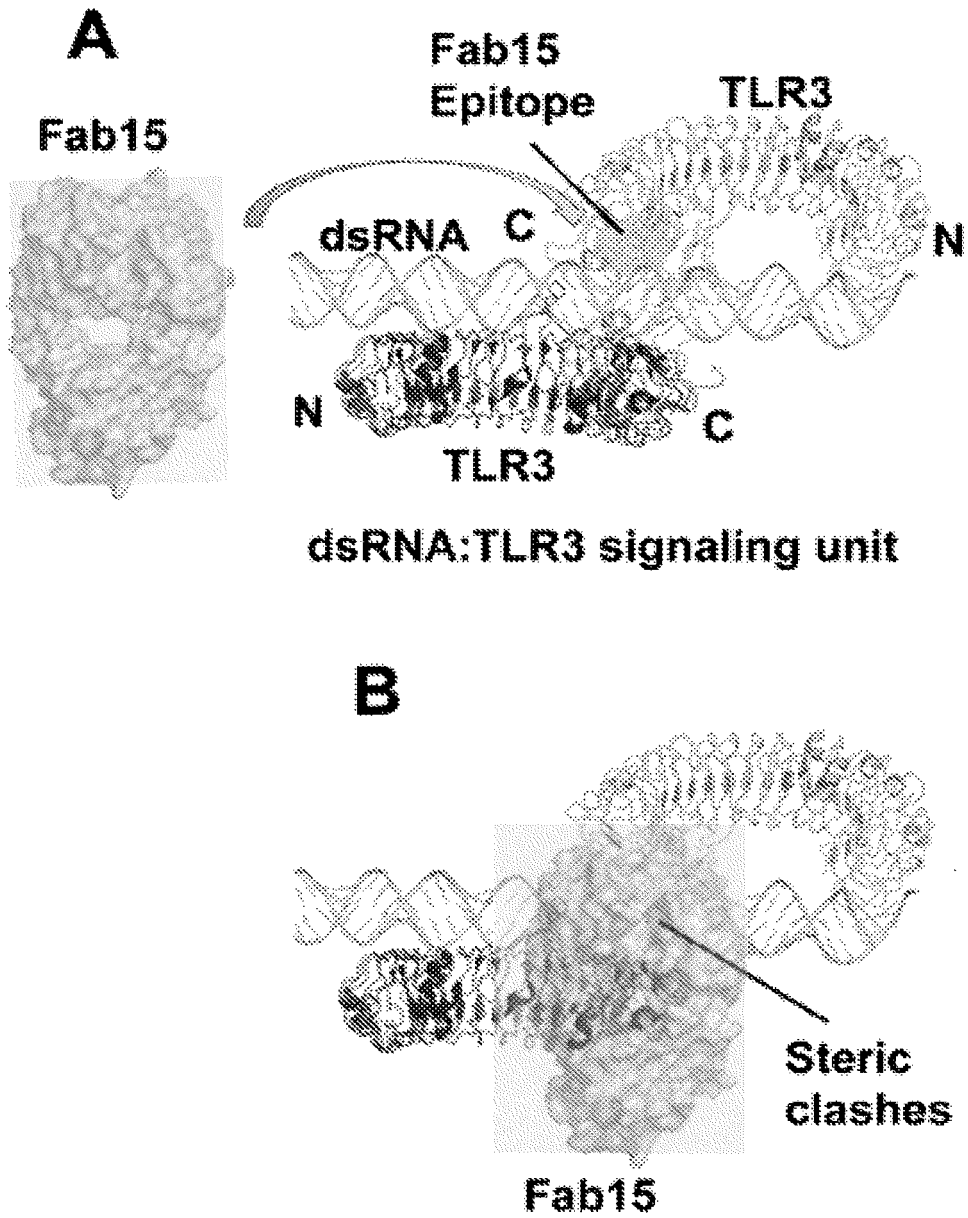 A
Fab15
Fab15
Epitope
TLR3
dsRNA
C
N
N
C
TLR3
dsRNA:TLR3 signaling unit
B
Steric
clashes
Fab15